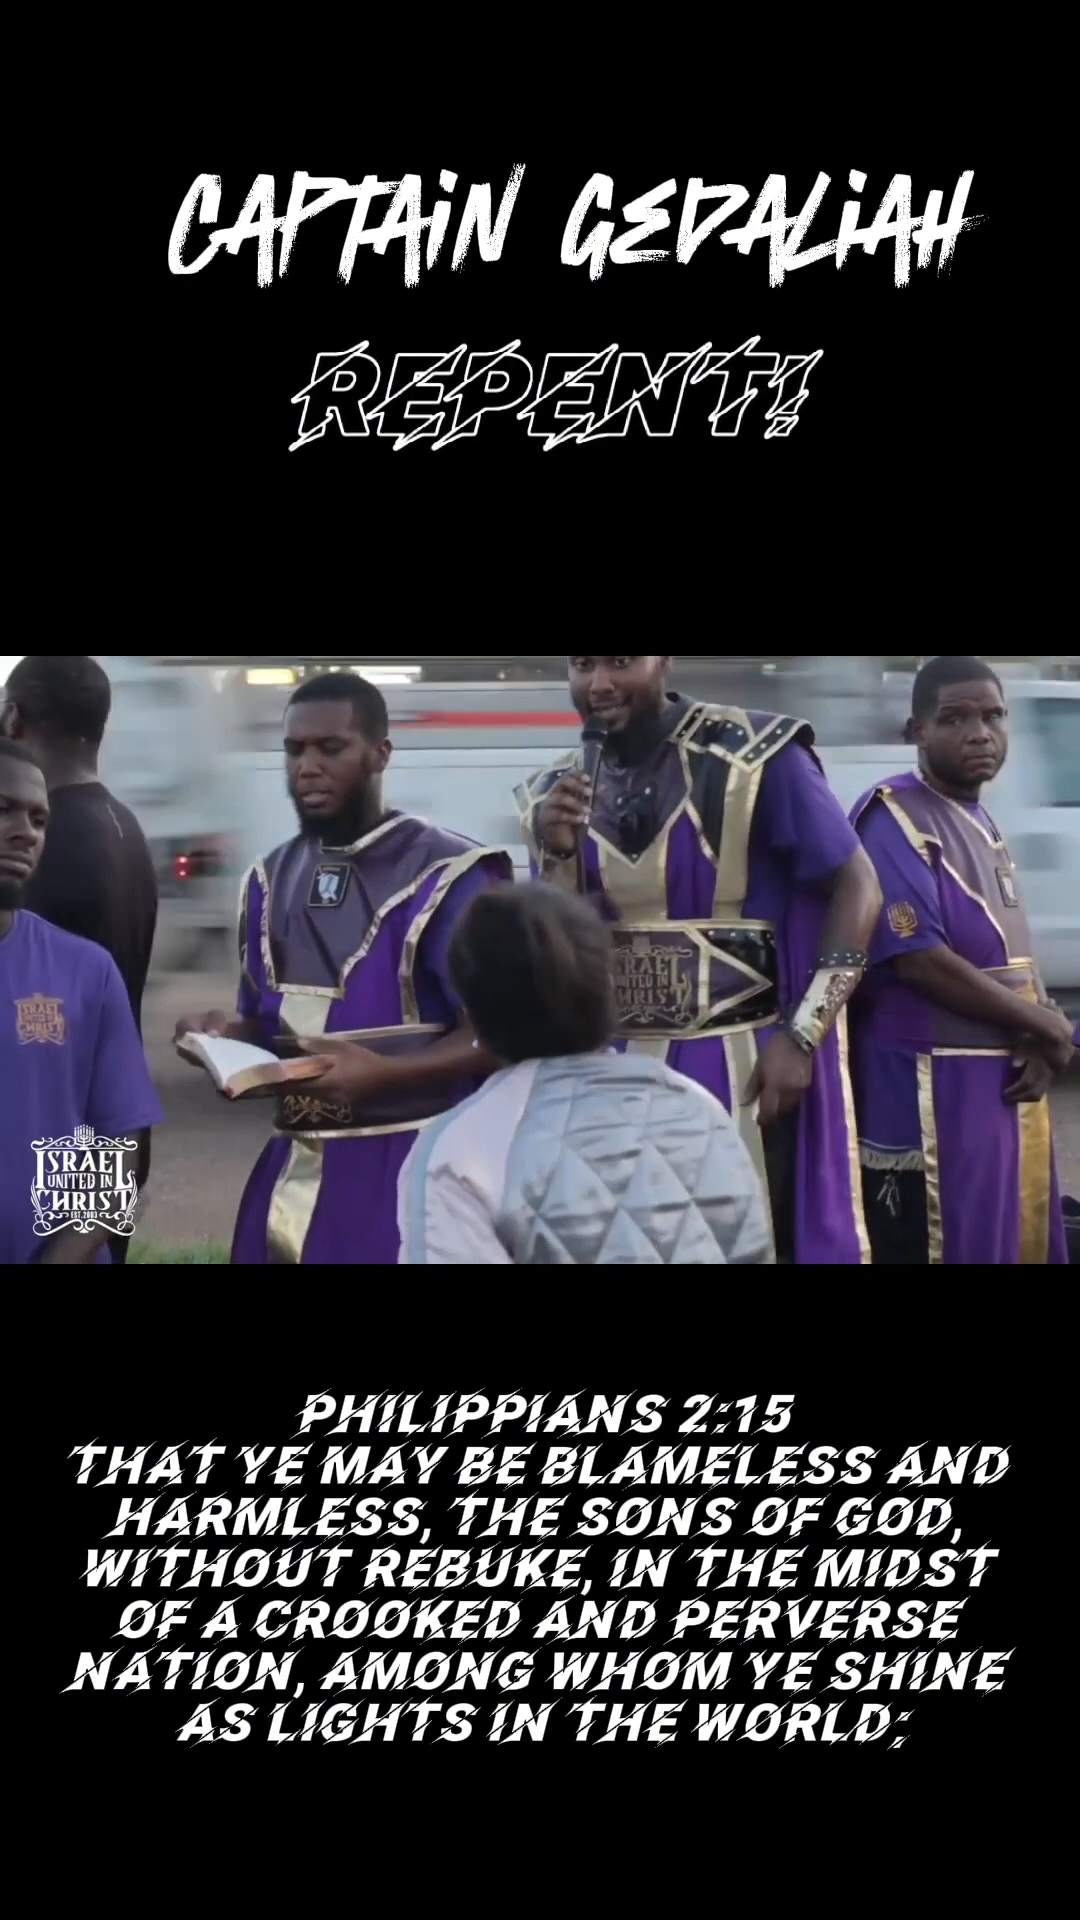 CAPTAIN GEDALIAH
REPENT!
ISRAEL
UNITED IN
CHRIST
ISRAEL
UNITED IN
CHRIST
ISRAEL
UNITED IN
CHRIST
EST.2003
PHILIPPIANS 2:15
THAT YE MAY BE BLAMELESS AND
HARMLESS, THE SONS OF GOD,
WITHOUT REBUKE, IN THE MIDST
OF A CROOKED AND PERVERSE
NATION, AMONG WHOM YE SHINE
AS LIGHTS IN THE WORLD;